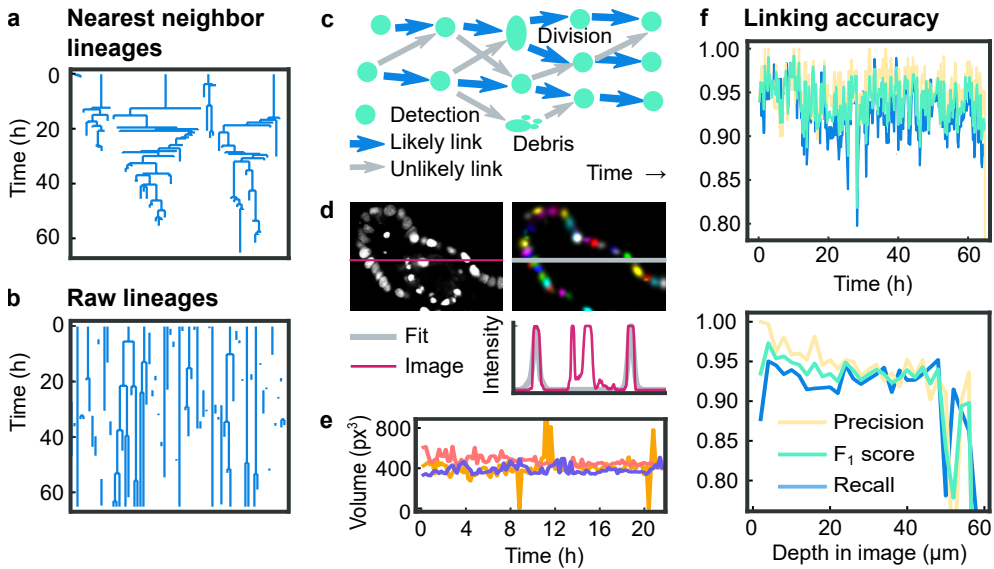 a Nearest neighbor
lineages
0
20
40
60
Time (h)
b Raw lineages
0
20
40
60
Time (h)
c
Division
Detection
Likely link
Unlikely link
Debris
Time →
d
Fit
Image
Intensity
e
800
400
0
Volume (px³)
0 4 8 12 16 20
Time (h)
f Linking accuracy
1.00
0.95
0.90
0.85
0.80
0 20 40 60
Time (h)
1.00
0.95
0.90
0.85
0.80
Precision
F₁ score
Recall
0 20 40 60
Depth in image (µm)